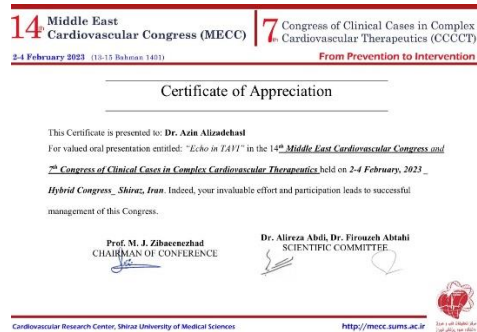 14th Middle East
Cardiovascular Congress (MECC)
7th Congress of Clinical Cases in Complex
Cardiovascular Therapeutics (CCCCT)
2-4 February 2023 (13-15 Bahman 1401)
From Prevention to Intervention
Certificate of Appreciation
This Certificate is presented to: Dr. Azin Alizadehasl
For valued oral presentation entitled: “Echo in TAVI” in the 14th Middle East Cardiovascular Congress and
7th Congress of Clinical Cases in Complex Cardiovascular Therapeutics held on 2-4 February, 2023 _
Hybrid Congress_ Shiraz, Iran. Indeed, your invaluable effort and participation leads to successful
management of this Congress.
Prof. M. J. Zibaeenezhad
CHAIRMAN OF CONFERENCE
Dr. Alireza Abdi, Dr. Firouzeh Abtahi
SCIENTIFIC COMMITTEE
Cardiovascular Research Center, Shiraz University of Medical Sciences
http://mecc.sums.ac.ir